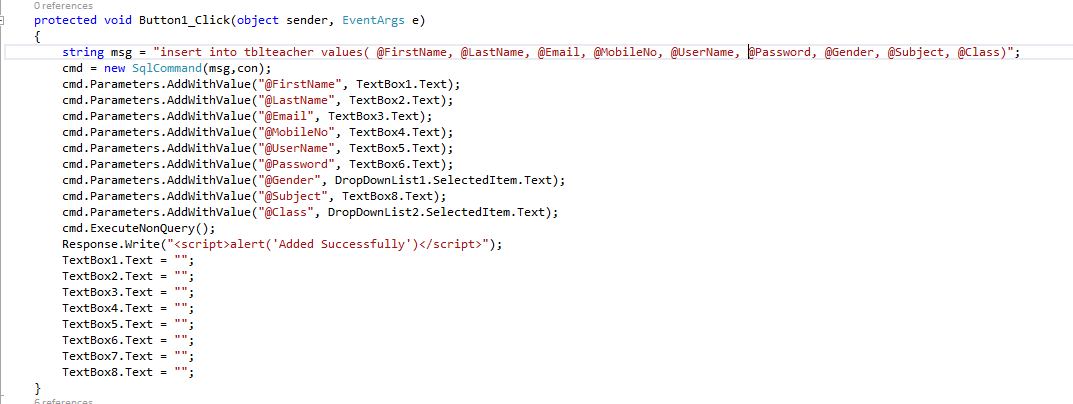 0 references
protected void Button1_Click(object sender, EventArgs e)
{
string msg = "insert into tblteacher values( @FirstName, @LastName, @Email, @MobileNo, @UserName, @Password, @Gender, @Subject, @Class)";
cmd = new SqlCommand(msg,con);
cmd.Parameters.AddWithValue("@FirstName", TextBox1.Text);
cmd.Parameters.AddWithValue("@LastName", TextBox2.Text);
cmd.Parameters.AddWithValue("@Email", TextBox3.Text);
cmd.Parameters.AddWithValue("@MobileNo", TextBox4.Text);
cmd.Parameters.AddWithValue("@UserName", TextBox5.Text);
cmd.Parameters.AddWithValue("@Password", TextBox6.Text);
cmd.Parameters.AddWithValue("@Gender", DropDownList1.SelectedItem.Text);
cmd.Parameters.AddWithValue("@Subject", TextBox8.Text);
cmd.Parameters.AddWithValue("@Class", DropDownList2.SelectedItem.Text);
cmd.ExecuteNonQuery();
Response.Write("<script>alert('Added Successfully')</script>");
TextBox1.Text = "";
TextBox2.Text = "";
TextBox3.Text = "";
TextBox4.Text = "";
TextBox5.Text = "";
TextBox6.Text = "";
TextBox7.Text = "";
TextBox8.Text = "";
}
6 references